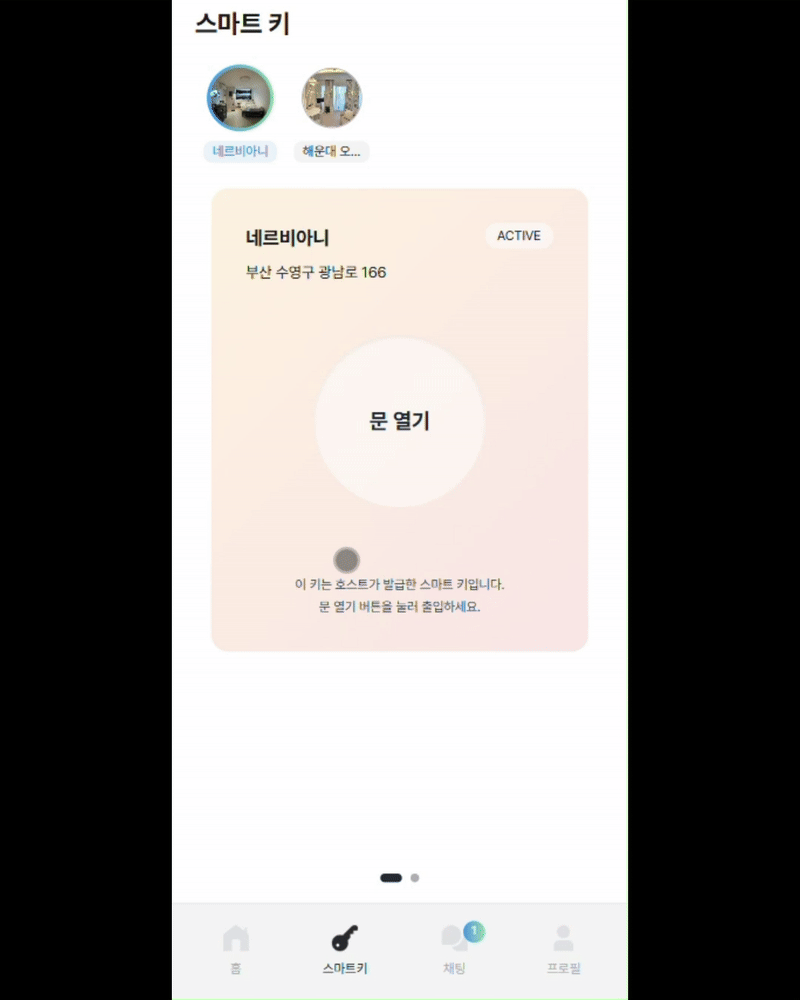 스마트 키
네르비아니
해운대 오...
네르비아니
ACTIVE
부산 수영구 광남로 166
문 열기
이 키는 호스트가 발급한 스마트 키입니다.
문 열기 버튼을 눌러 출입하세요.
1
홈
스마트키
채팅
프로필